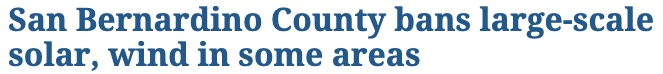 San Bernardino County bans large-scale
solar, wind in some areas